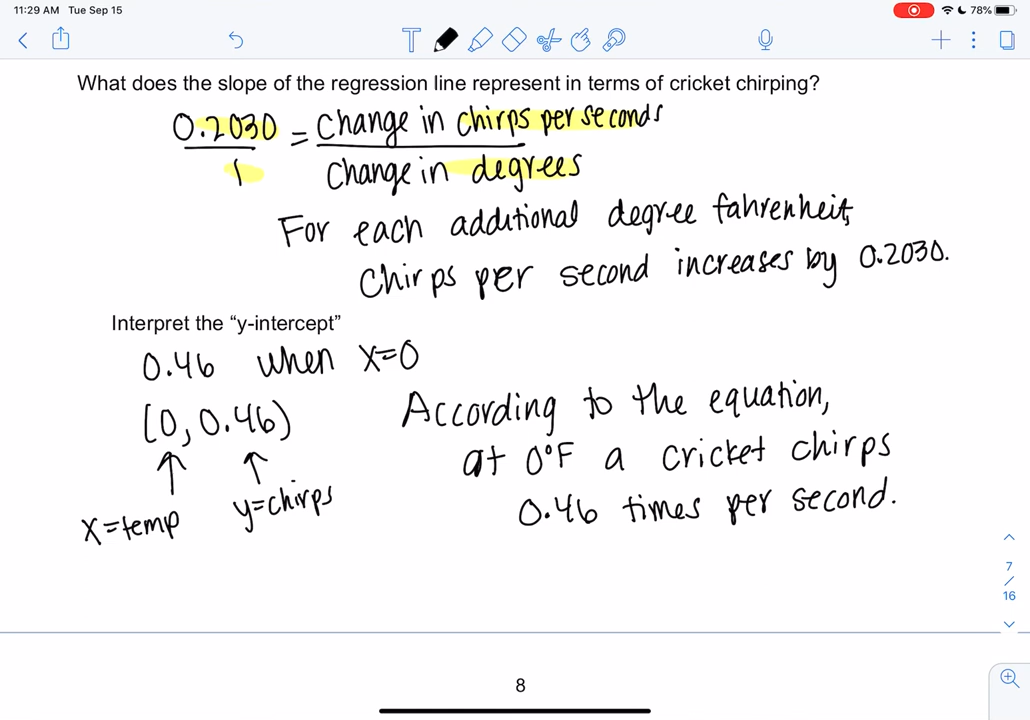 11:29 AM Tue Sep 15
78%
What does the slope of the regression line represent in terms of cricket chirping?
0.2030 = Change in chirps per seconds
1 Change in degrees
For each additional degree fahrenheit,
Chirps per second increases by 0.2030.
Interpret the “y-intercept”
0.46 when x=0
(0, 0.46)
According to the equation,
at 0°F a cricket chirps
0.46 times per second.
x=temp
y=chirps
7
/
16
8